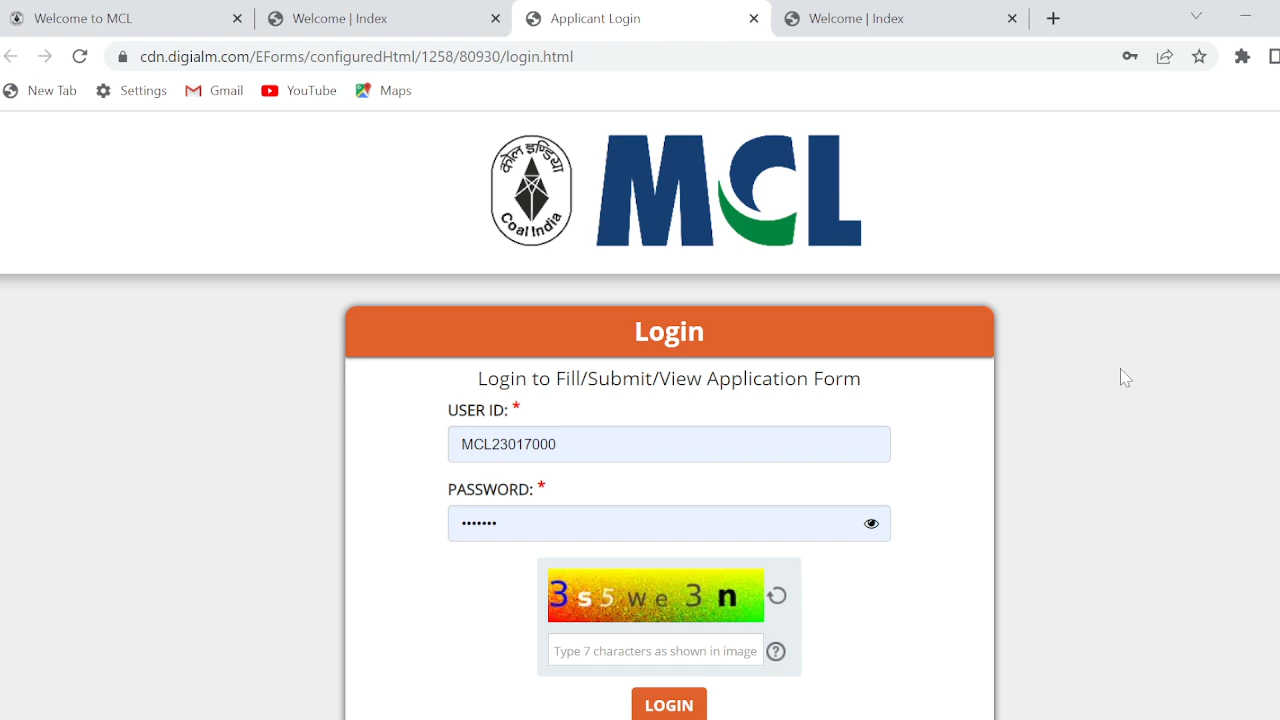 Welcome to MCL
Welcome | Index
Applicant Login
Welcome | Index
cdn.digialm.com/EForms/configuredHtml/1258/80930/login.html
New Tab
Settings
Gmail
YouTube
Maps
कोल इण्डिया
Coal India
MCL
Login
Login to Fill/Submit/View Application Form
USER ID: *
MCL23017000
PASSWORD: *
•••••••
3s5we3n
Type 7 characters as shown in image
LOGIN